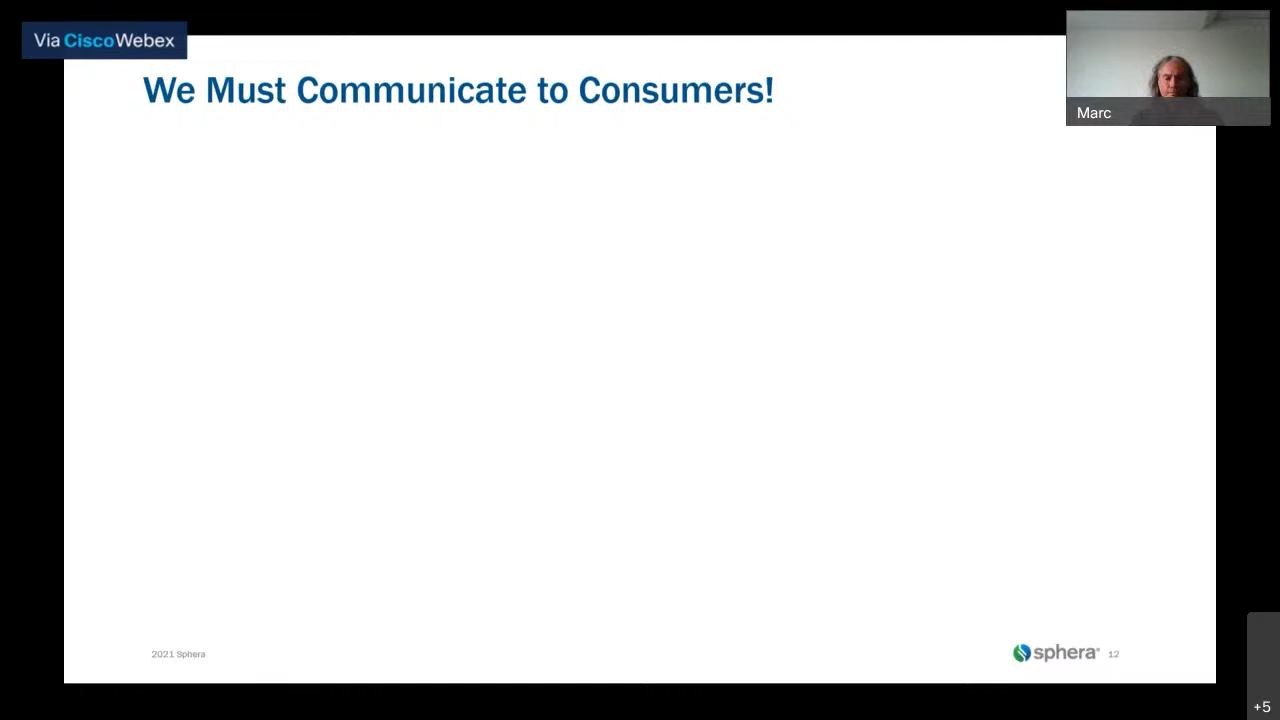 Via CiscoWebex
We Must Communicate to Consumers!
Marc
2021 Sphera
sphera® 12
+5